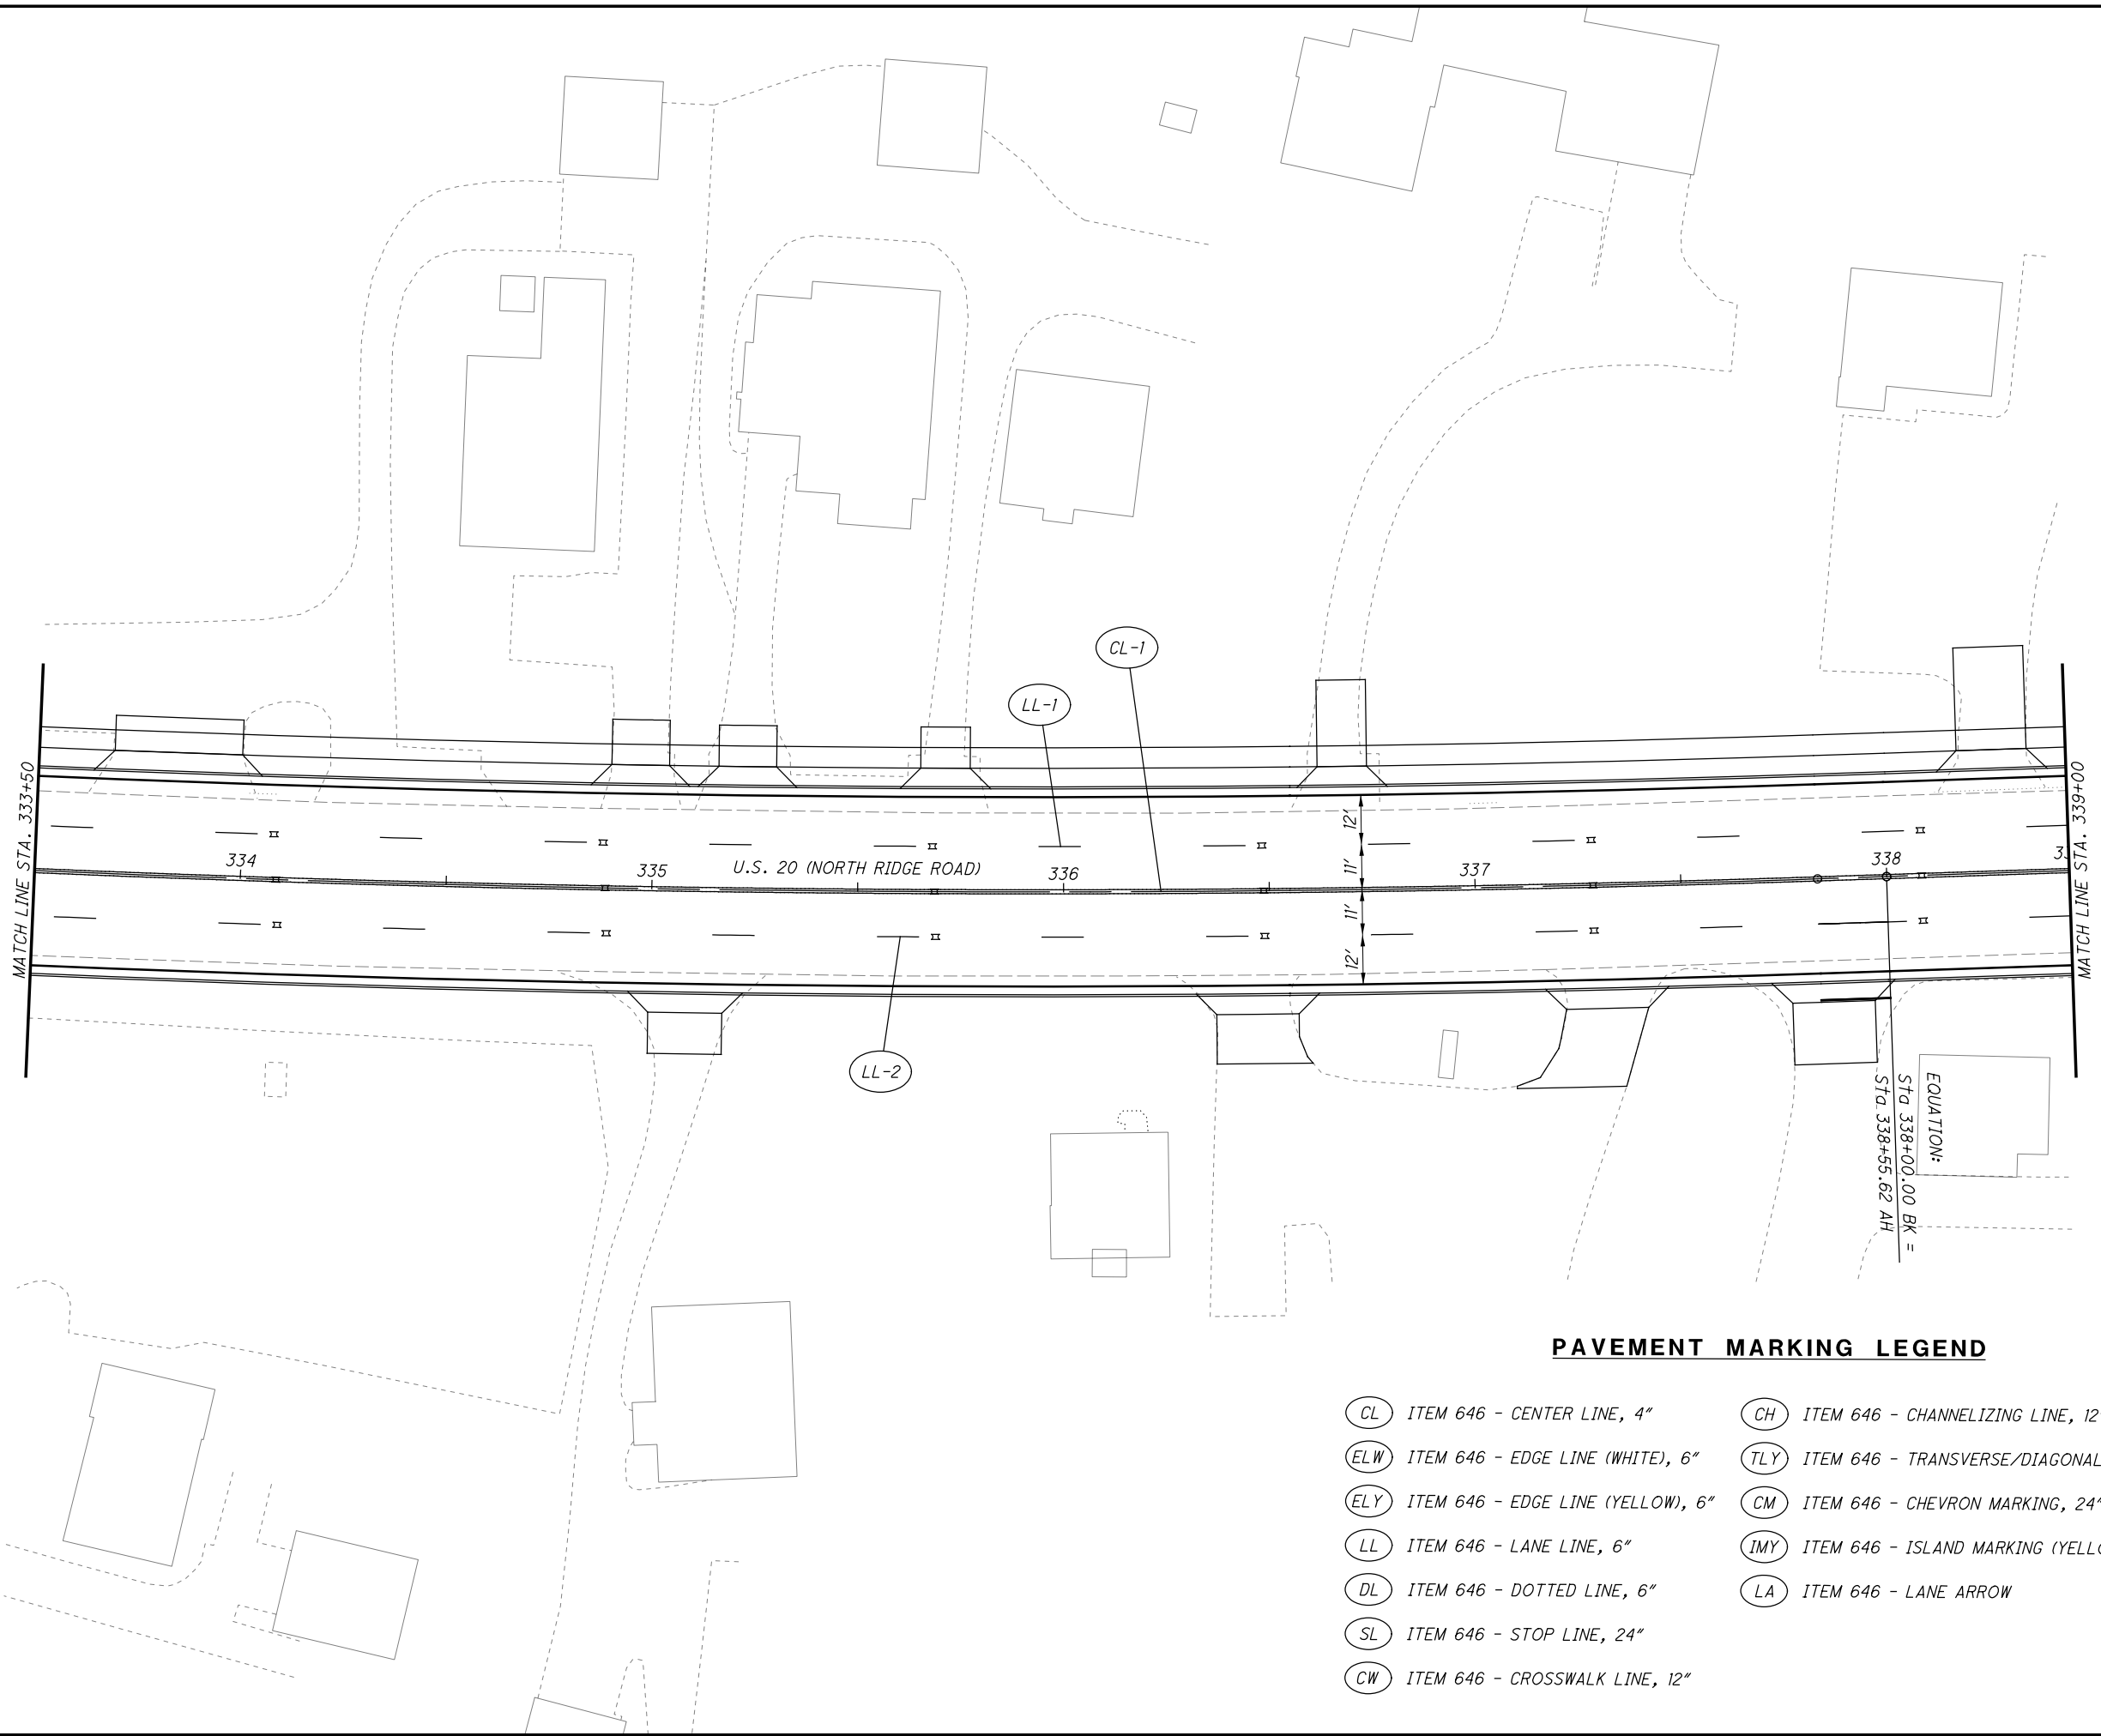 CL-1
LL-1
MATCH LINE STA. 333+50
334
335
U.S. 20 (NORTH RIDGE ROAD)
336
337
338
12'
11'
11'
12'
MATCH LINE STA. 339+00
LL-2
EQUATION:
Sta 338+00.00 BK =
Sta 338+55.62 AH
PAVEMENT MARKING LEGEND
CL ITEM 646 - CENTER LINE, 4"
ELW ITEM 646 - EDGE LINE (WHITE), 6"
ELY ITEM 646 - EDGE LINE (YELLOW), 6"
LL ITEM 646 - LANE LINE, 6"
DL ITEM 646 - DOTTED LINE, 6"
SL ITEM 646 - STOP LINE, 24"
CW ITEM 646 - CROSSWALK LINE, 12"
CH ITEM 646 - CHANNELIZING LINE, 12
TLY ITEM 646 - TRANSVERSE/DIAGONAL
CM ITEM 646 - CHEVRON MARKING, 24"
IMY ITEM 646 - ISLAND MARKING
LA ITEM 646 - LANE ARROW